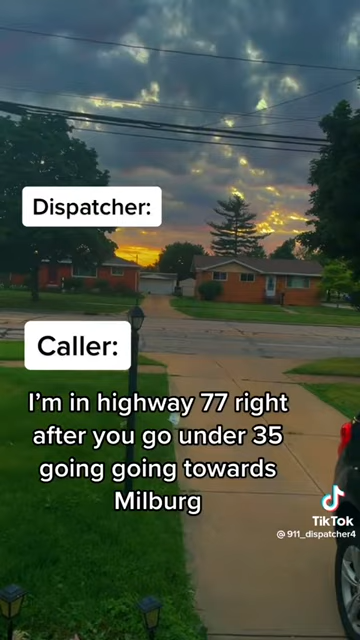 Dispatcher:
Caller:
I'm in highway 77 right
after you go under 35
going going towards
Milburg
TikTok
@ 911_dispatcher4